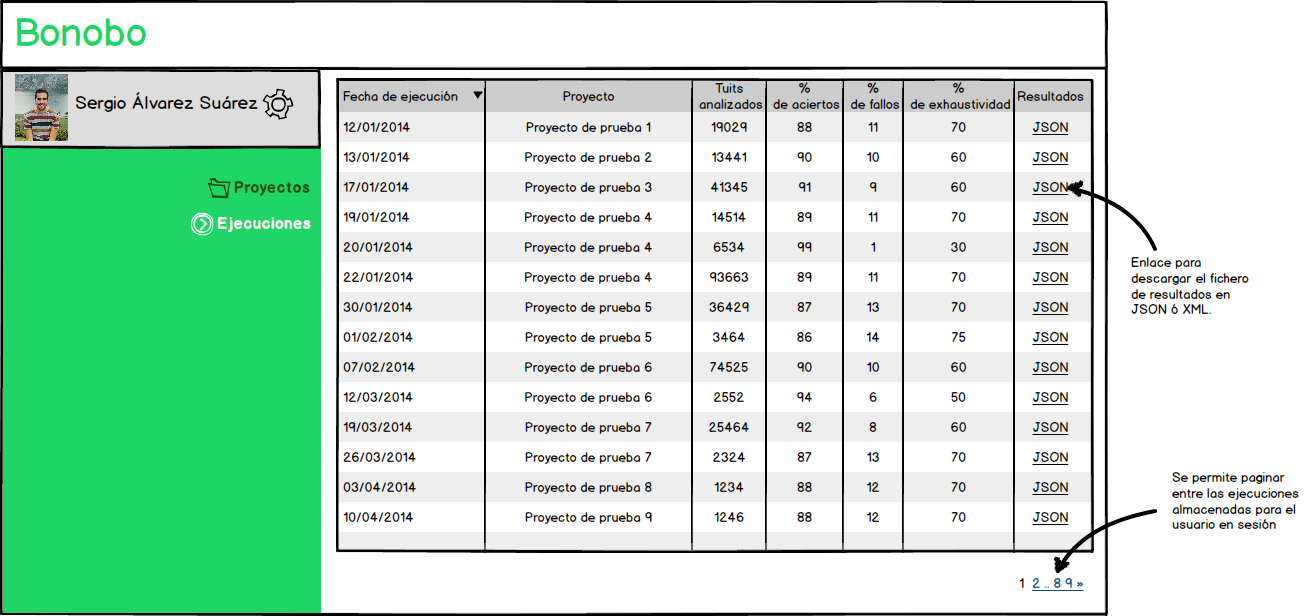 Bonobo
Sergio Álvarez Suárez
Proyectos
Ejecuciones
Fecha de ejecución ▼ Proyecto Tuits analizados % de aciertos % de fallos % de exhaustividad Resultados
12/01/2014 Proyecto de prueba 1 19029 88 11 70 JSON
13/01/2014 Proyecto de prueba 2 13441 90 10 60 JSON
17/01/2014 Proyecto de prueba 3 41345 91 9 60 JSON
19/01/2014 Proyecto de prueba 4 14514 89 11 70 JSON
20/01/2014 Proyecto de prueba 4 6534 99 1 30 JSON
22/01/2014 Proyecto de prueba 4 93663 89 11 70 JSON
30/01/2014 Proyecto de prueba 5 36429 87 13 70 JSON
01/02/2014 Proyecto de prueba 5 3464 86 14 75 JSON
07/02/2014 Proyecto de prueba 6 74525 90 10 60 JSON
12/03/2014 Proyecto de prueba 6 2552 94 6 50 JSON
19/03/2014 Proyecto de prueba 7 25464 92 8 60 JSON
26/03/2014 Proyecto de prueba 7 2324 87 13 70 JSON
03/04/2014 Proyecto de prueba 8 1234 88 12 70 JSON
10/04/2014 Proyecto de prueba 9 1246 88 12 70 JSON
1 2 .. 8 9 »
Enlace para
descargar el fichero
de resultados en
JSON ó XML.
Se permite paginar
entre las ejecuciones
almacenadas para el
usuario en sesión